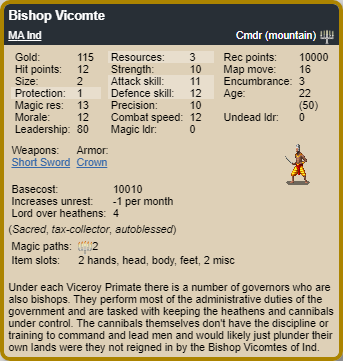 Bishop Vicomte
MA Ind Cmdr (mountain)
Gold: 115 Resources: 3 Rec points: 10000
Hit points: 12 Strength: 10 Map move: 16
Size: 2 Attack skill: 11 Encumbrance: 3
Protection: 1 Defence skill: 12 Age: 22
Magic res: 13 Precision: 10 (50)
Morale: 12 Combat speed: 12 Undead ldr: 0
Leadership: 80 Magic ldr: 0
Weapons: Armor:
Short Sword Crown
Basecost: 10010
Increases unrest: -1 per month
Lord over heathens: 4
(Sacred, tax-collector, autoblessed)
Magic paths: 2
Item slots: 2 hands, head, body, feet, 2 misc
Under each Viceroy Primate there is a number of governors who are
also bishops. They perform most of the administrative duties of the
government and are tasked with keeping the heathens and cannibals
under control. The cannibals themselves don't have the discipline or
training to command and lead men and would likely just plunder their
own lands were they not reigned in by the Bishop Vicomtes of Ind.